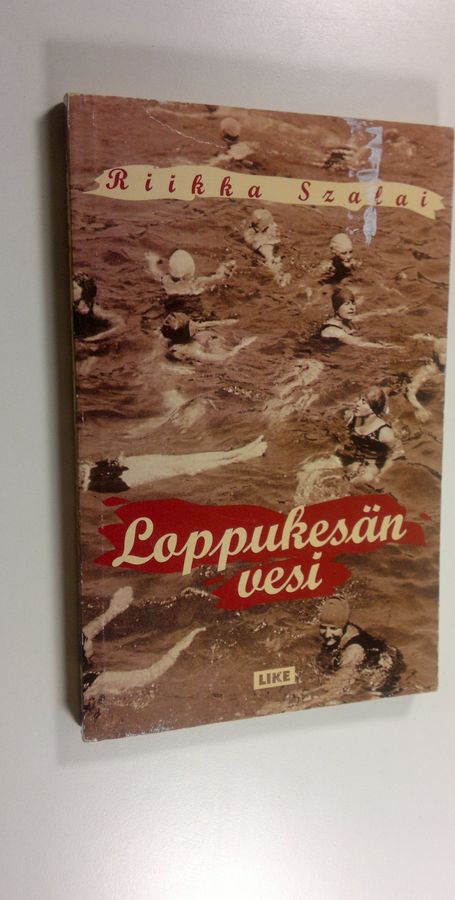 Riikka Szalai
Loppukesän
vesi
LIKE